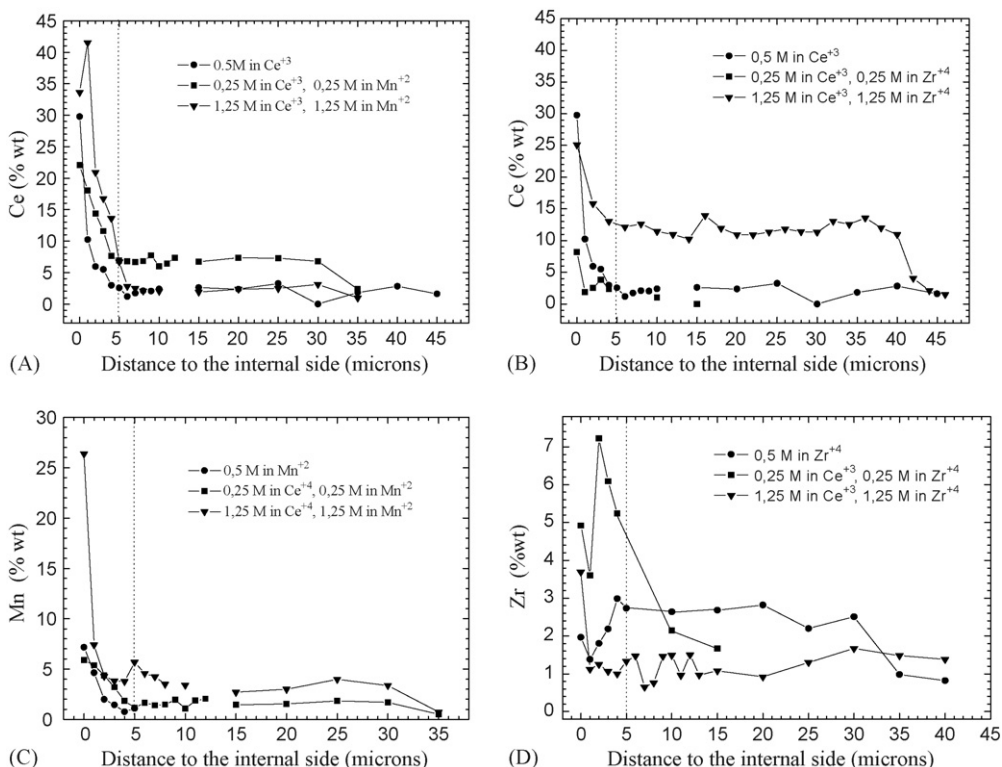 45
40
35
30
25
20
15
10
5
0
Ce (% wt)
0.5M in Ce+3
0,25 M in Ce+3, 0,25 M in Mn+2
1,25 M in Ce+3, 1,25 M in Mn+2
0 5 10 15 20 25 30 35 40 45
(A) Distance to the internal side (microns)
45
40
35
30
25
20
15
10
5
0
Ce (% wt)
0,5 M in Ce+3
0,25 M in Ce+3, 0,25 M in Zr+4
1,25 M in Ce+3, 1,25 M in Zr+4
0 5 10 15 20 25 30 35 40 45
(B) Distance to the internal side (microns)
30
25
20
15
10
5
0
Mn (% wt)
0,5 M in Mn+2
0,25 M in Ce+4, 0,25 M in Mn+2
1,25 M in Ce+4, 1,25 M in Mn+2
0 5 10 15 20 25 30 35
(C) Distance to the internal side (microns)
7
6
5
4
3
2
1
0
Zr (%wt)
0,5 M in Zr+4
0,25 M in Ce+3, 0,25 M in Zr+4
1,25 M in Ce+3, 1,25 M in Zr+4
0 5 10 15 20 25 30 35 40 45
(D) Distance to the internal side (microns)